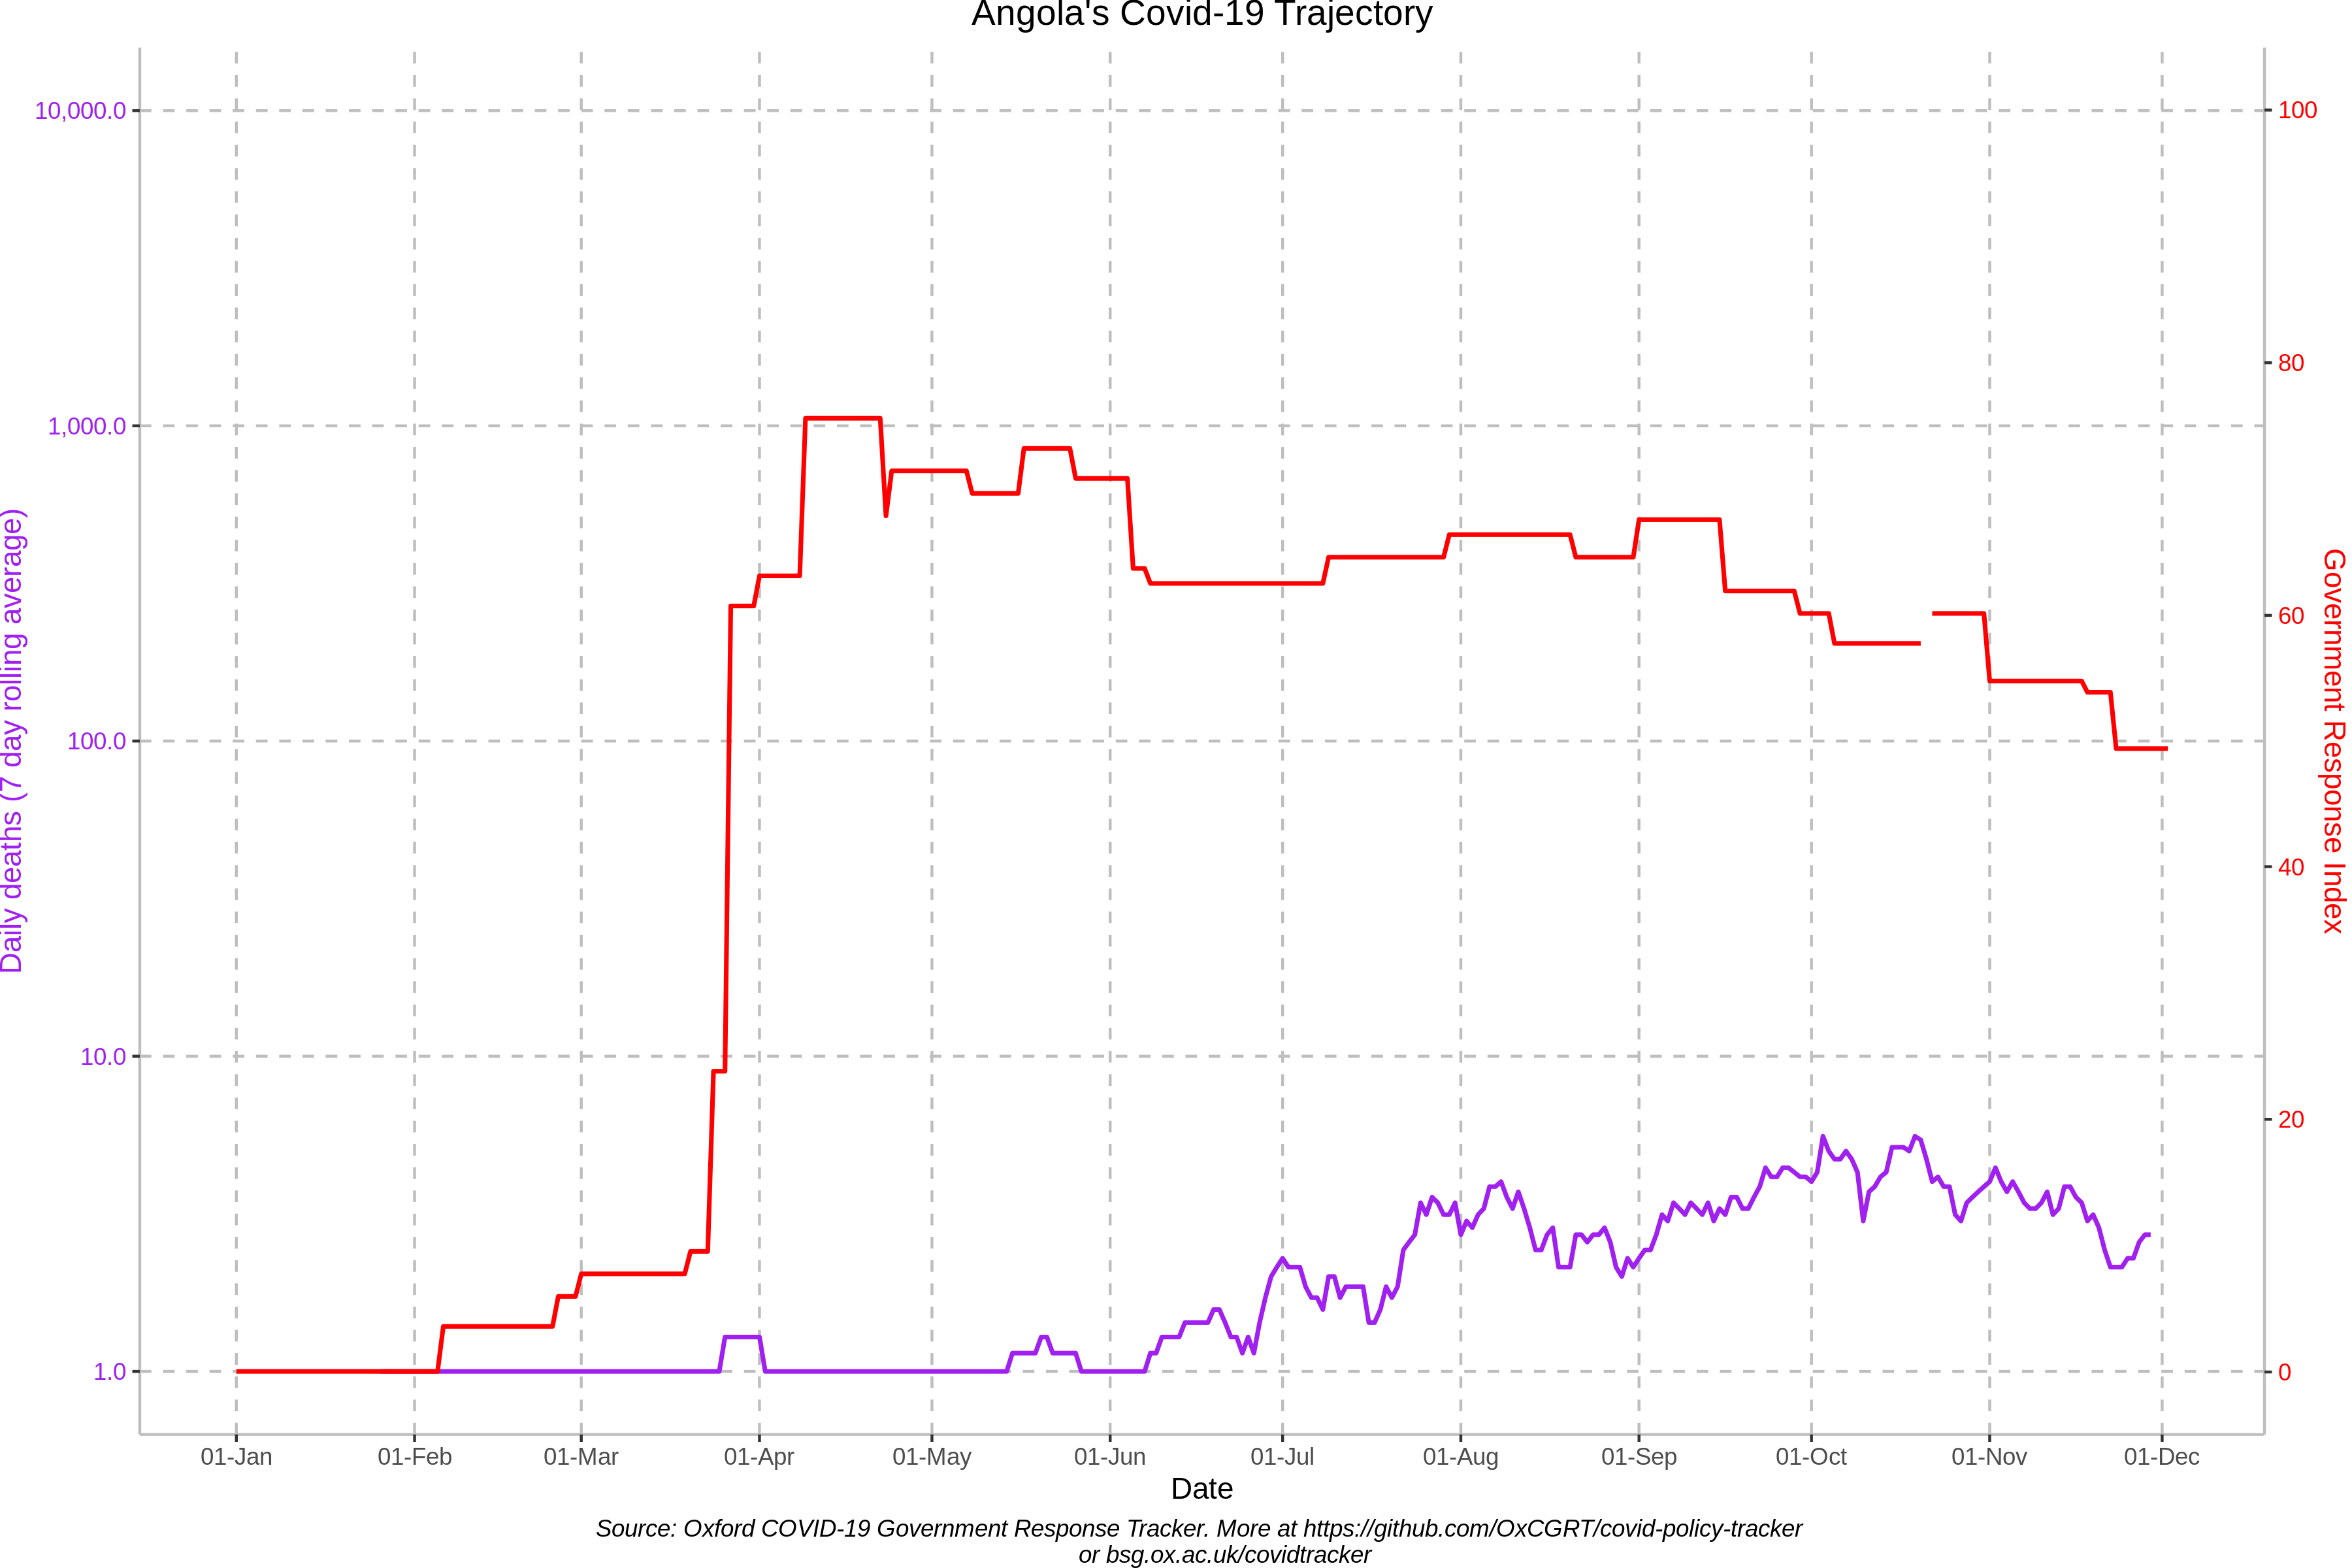 Angola's Covid-19 Trajectory
10,000.0
1,000.0
100.0
10.0
1.0
Daily deaths (7 day rolling average)
100
80
60
40
20
0
Government Response Index
01-Jan 01-Feb 01-Mar 01-Apr 01-May 01-Jun 01-Jul 01-Aug 01-Sep 01-Oct 01-Nov 01-Dec
Date
Source: Oxford COVID-19 Government Response Tracker. More at https://github.com/OxCGRT/covid-policy-tracker
or bsg.ox.ac.uk/covidtracker